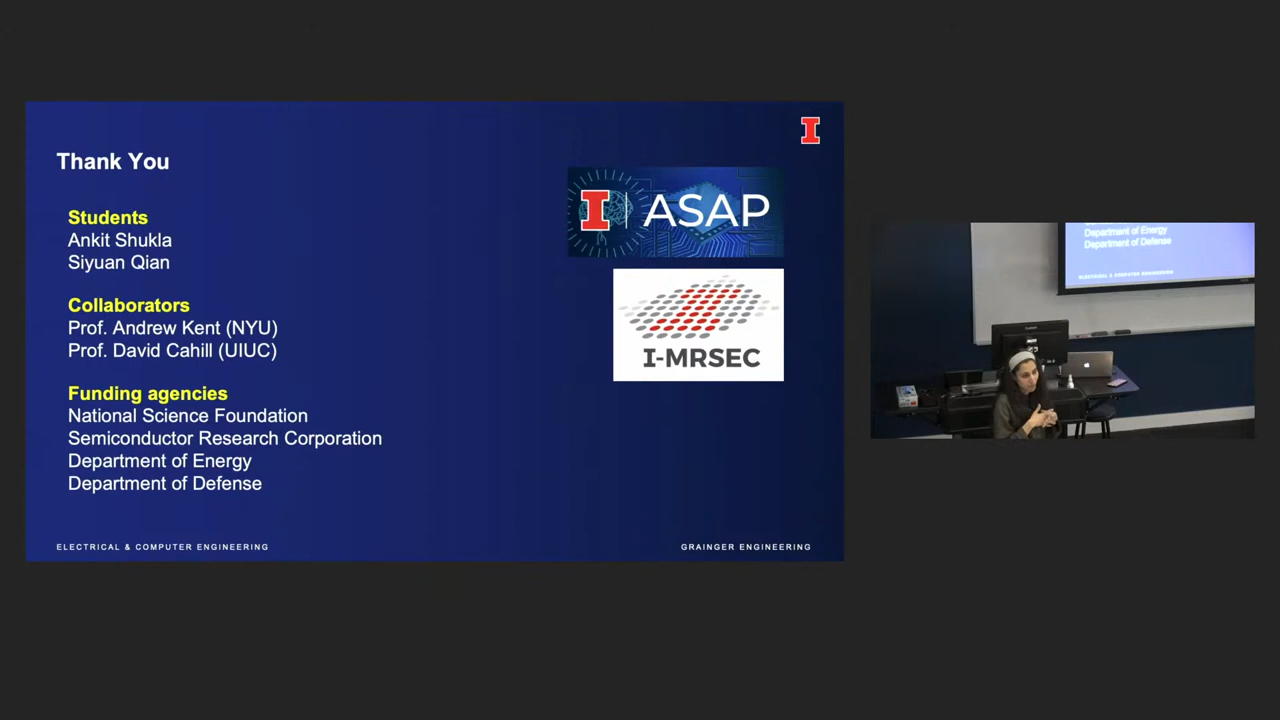 Thank You
Students
Ankit Shukla
Siyuan Qian
Collaborators
Prof. Andrew Kent (NYU)
Prof. David Cahill (UIUC)
Funding agencies
National Science Foundation
Semiconductor Research Corporation
Department of Energy
Department of Defense
ELECTRICAL & COMPUTER ENGINEERING
GRAINGER ENGINEERING
I
I ASAP
I-MRSEC
Department of Energy
Department of Defense
ELECTRICAL & COMPUTER ENGINEERING